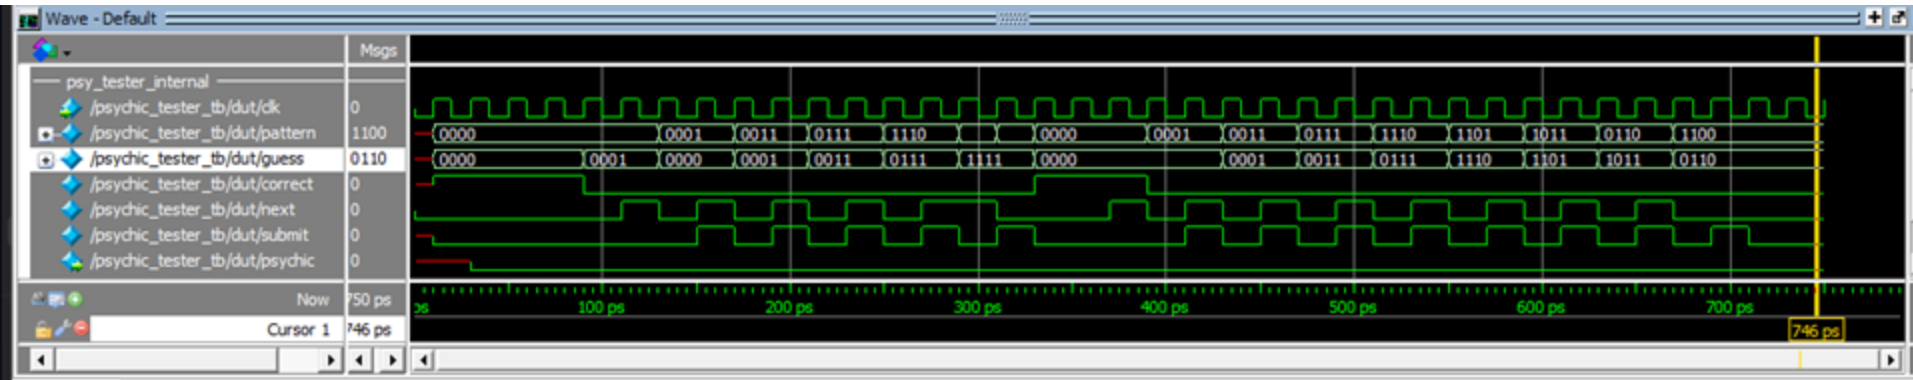 Wave - Default
Msgs
psy_tester_internal
/psychic_tester_tb/dut/clk 0
/psychic_tester_tb/dut/pattern 1100 0000 0001 0011 0111 1110 0000 0001 0011 0111 1110 1101 1011 0110 1100
/psychic_tester_tb/dut/guess 0110 0000 0001 0000 0001 0011 0111 1111 0000 0001 0011 0111 1110 1101 1011 0110
/psychic_tester_tb/dut/correct 0
/psychic_tester_tb/dut/next 0
/psychic_tester_tb/dut/submit 0
/psychic_tester_tb/dut/psychic 0
Now 750 ps ps 100 ps 200 ps 300 ps 400 ps 500 ps 600 ps 700 ps
Cursor 1 746 ps 746 ps